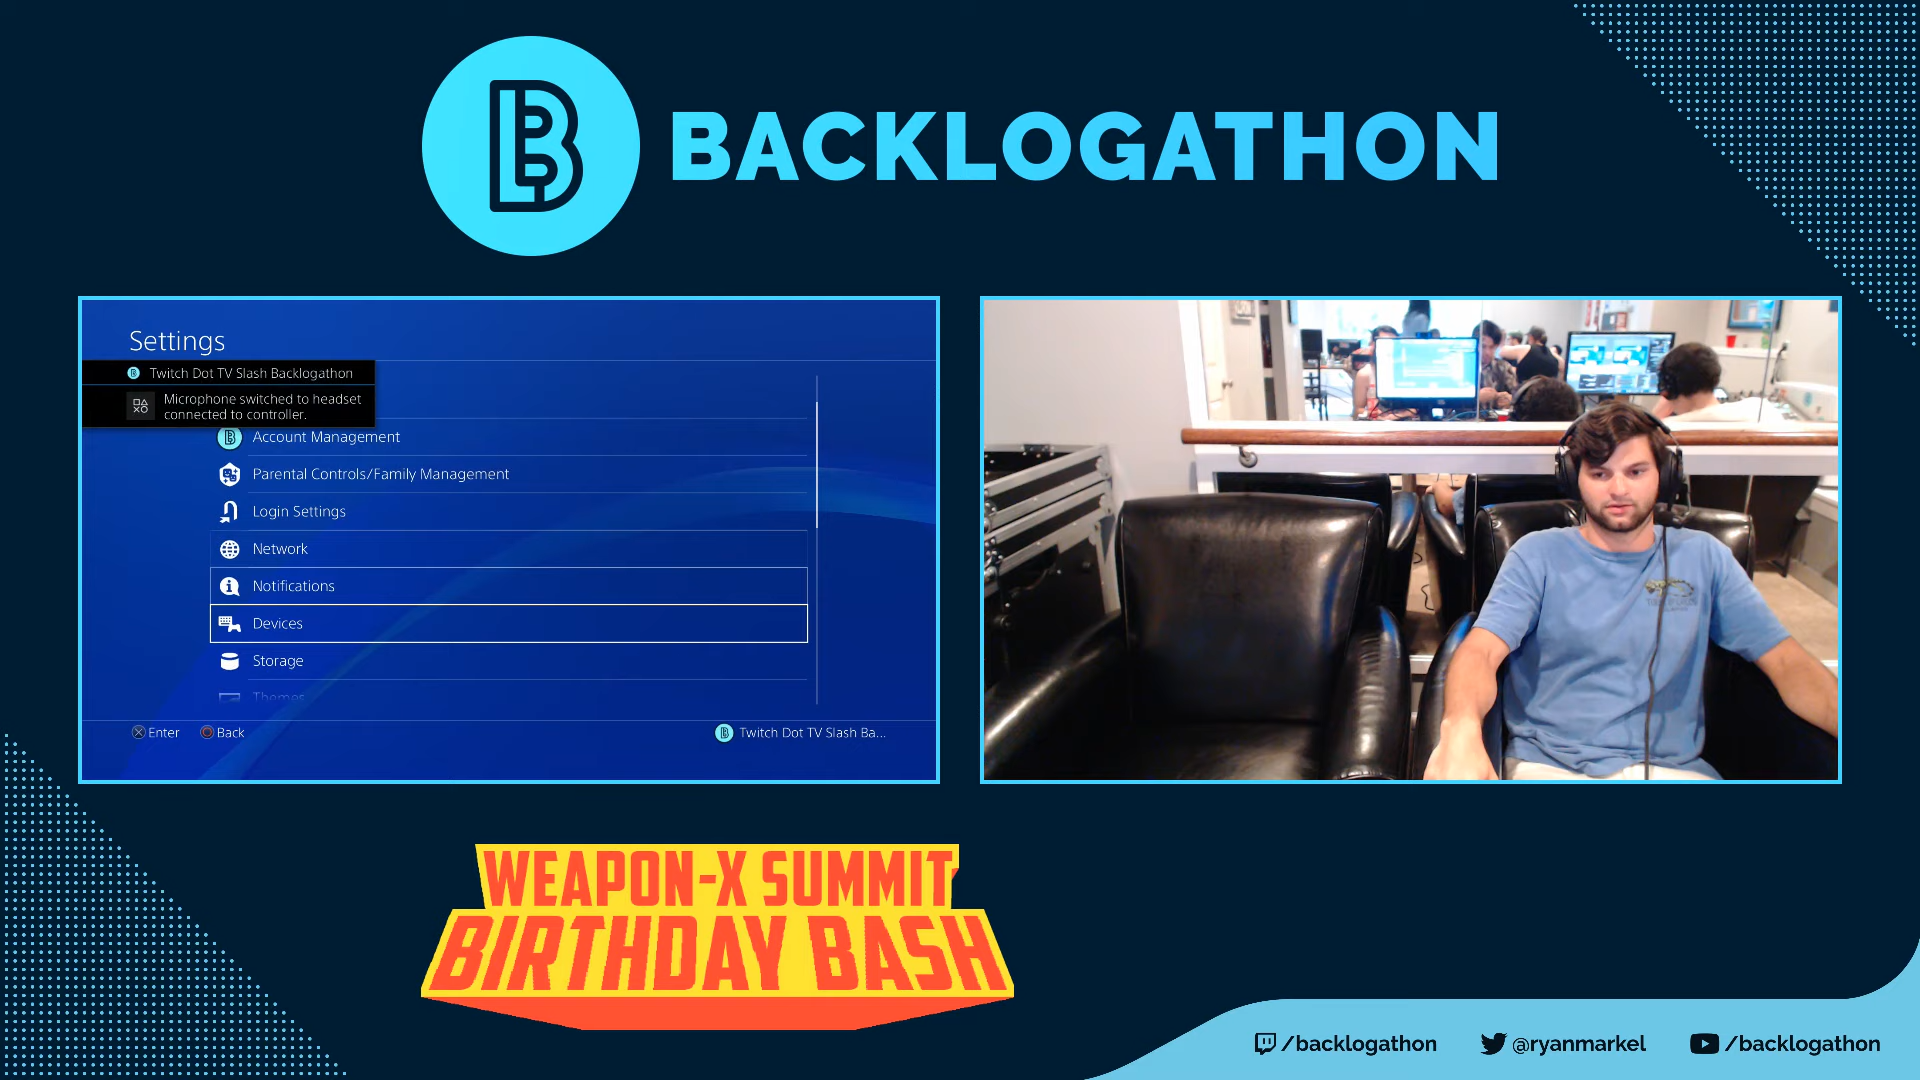 BACKLOGATHON
Settings
Twitch Dot TV Slash Backlogathon
Microphone switched to headset
connected to controller.
Account Management
Parental Controls/Family Management
Login Settings
Network
Notifications
Devices
Storage
Themes
Enter
Back
Twitch Dot TV Slash Ba...
WEAPON-X SUMMIT
BIRTHDAY BASH
/backlogathon
@ryanmarkel
/backlogathon